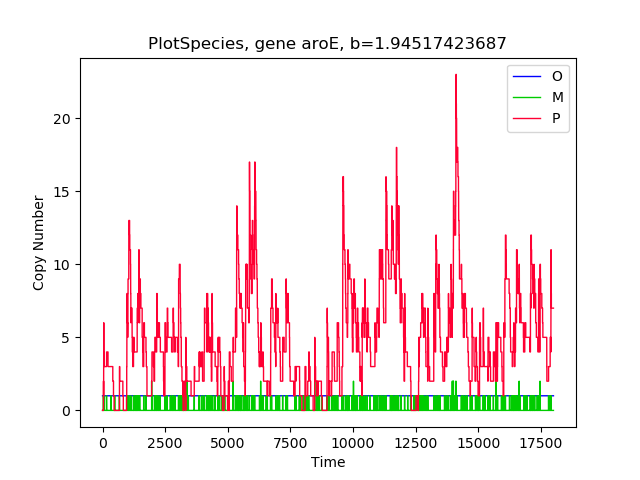 PlotSpecies, gene aroE, b=1.94517423687
O
M
P
Copy Number
20
15
10
5
0
0 2500 5000 7500 10000 12500 15000 17500
Time